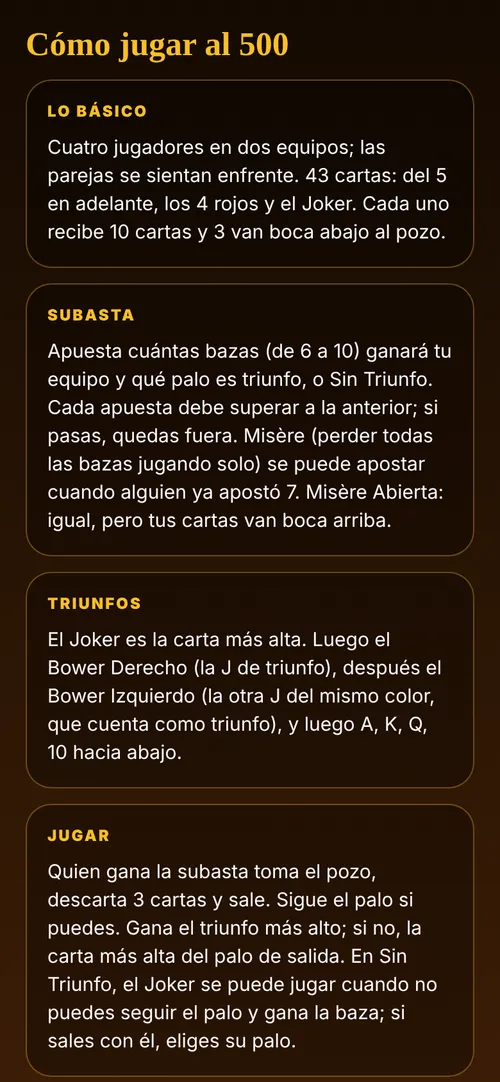 Cómo jugar al 500
LO BÁSICO
Cuatro jugadores en dos equipos; las
parejas se sientan enfrente. 43 cartas: del 5
en adelante, los 4 rojos y el Joker. Cada uno
recibe 10 cartas y 3 van boca abajo al pozo.
SUBASTA
Apuesta cuántas bazas (de 6 a 10) ganará tu
equipo y qué palo es triunfo, o Sin Triunfo.
Cada apuesta debe superar a la anterior; si
pasas, quedas fuera. Misère (perder todas
las bazas jugando solo) se puede apostar
cuando alguien ya apostó 7. Misère Abierta:
igual, pero tus cartas van boca arriba.
TRIUNFOS
El Joker es la carta más alta. Luego el
Bower Derecho (la J de triunfo), después el
Bower Izquierdo (la otra J del mismo color,
que cuenta como triunfo), y luego A, K, Q,
10 hacia abajo.
JUGAR
Quien gana la subasta toma el pozo,
descarta 3 cartas y sale. Sigue el palo si
puedes. Gana el triunfo más alto; si no, la
carta más alta del palo de salida. En Sin
Triunfo, el Joker se puede jugar cuando no
puedes seguir el palo y gana la baza; si
sales con él, eliges su palo.